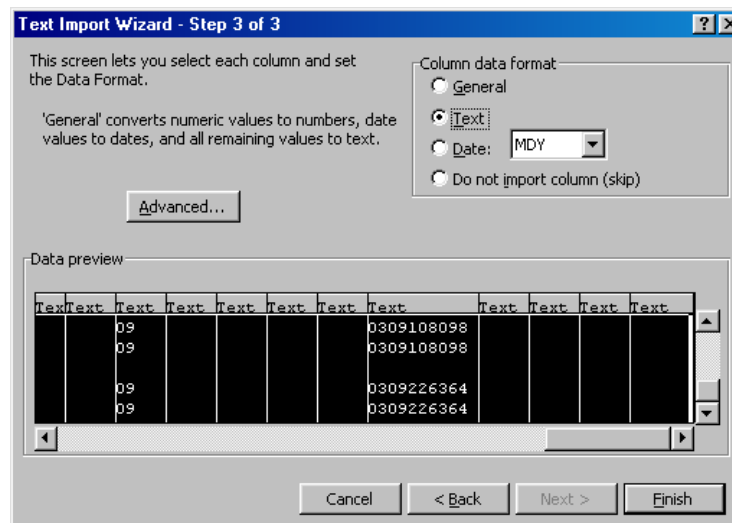 Text Import Wizard - Step 3 of 3
This screen lets you select each column and set
the Data Format.
'General' converts numeric values to numbers, date
values to dates, and all remaining values to text.
Advanced...
Column data format
General
Text
Date: MDY
Do not import column (skip)
Data preview
Tex Text Text Text Text Text Text Text Text Text Text Text
09 0309108098
09 0309108098
09 0309226364
09 0309226364
Cancel < Back Next > Finish